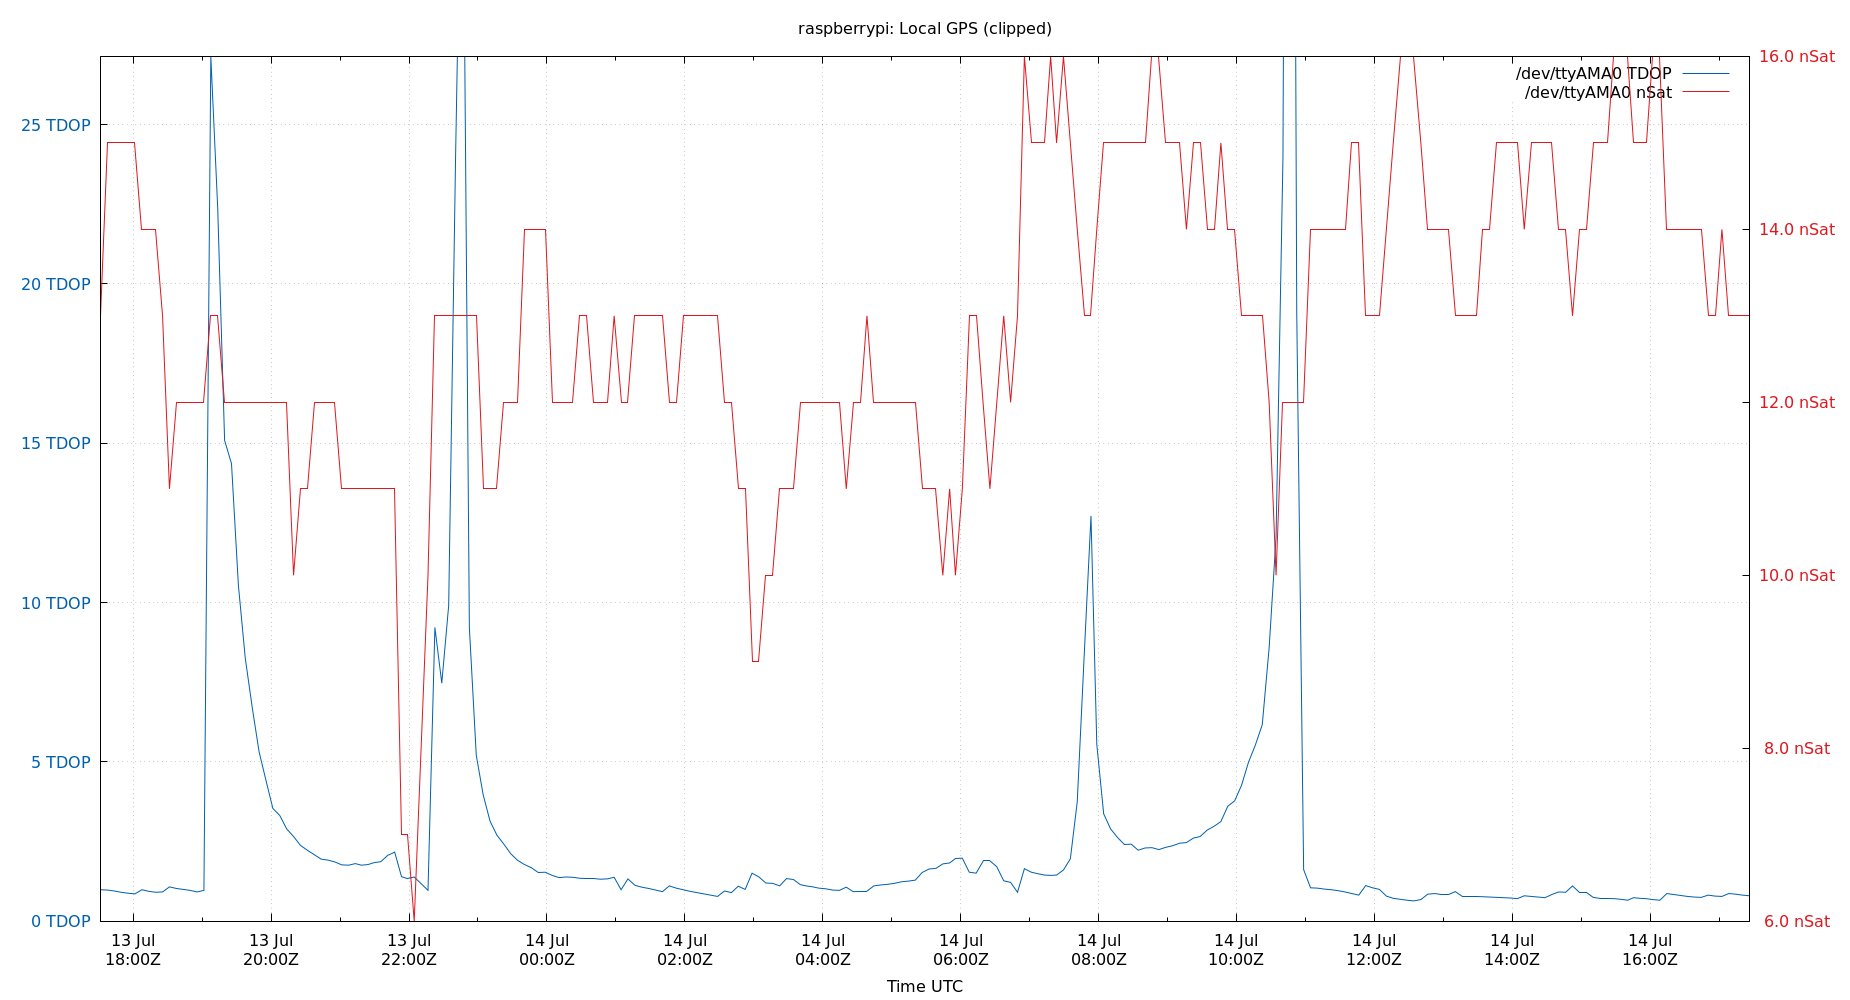 raspberrypi: Local GPS (clipped)
/dev/ttyAMA0 TDOP
/dev/ttyAMA0 nSat
25 TDOP
20 TDOP
15 TDOP
10 TDOP
5 TDOP
0 TDOP
16.0 nSat
14.0 nSat
12.0 nSat
10.0 nSat
8.0 nSat
6.0 nSat
13 Jul
18:00Z
13 Jul
20:00Z
13 Jul
22:00Z
14 Jul
00:00Z
14 Jul
02:00Z
14 Jul
04:00Z
14 Jul
06:00Z
14 Jul
08:00Z
14 Jul
10:00Z
14 Jul
12:00Z
14 Jul
14:00Z
14 Jul
16:00Z
Time UTC